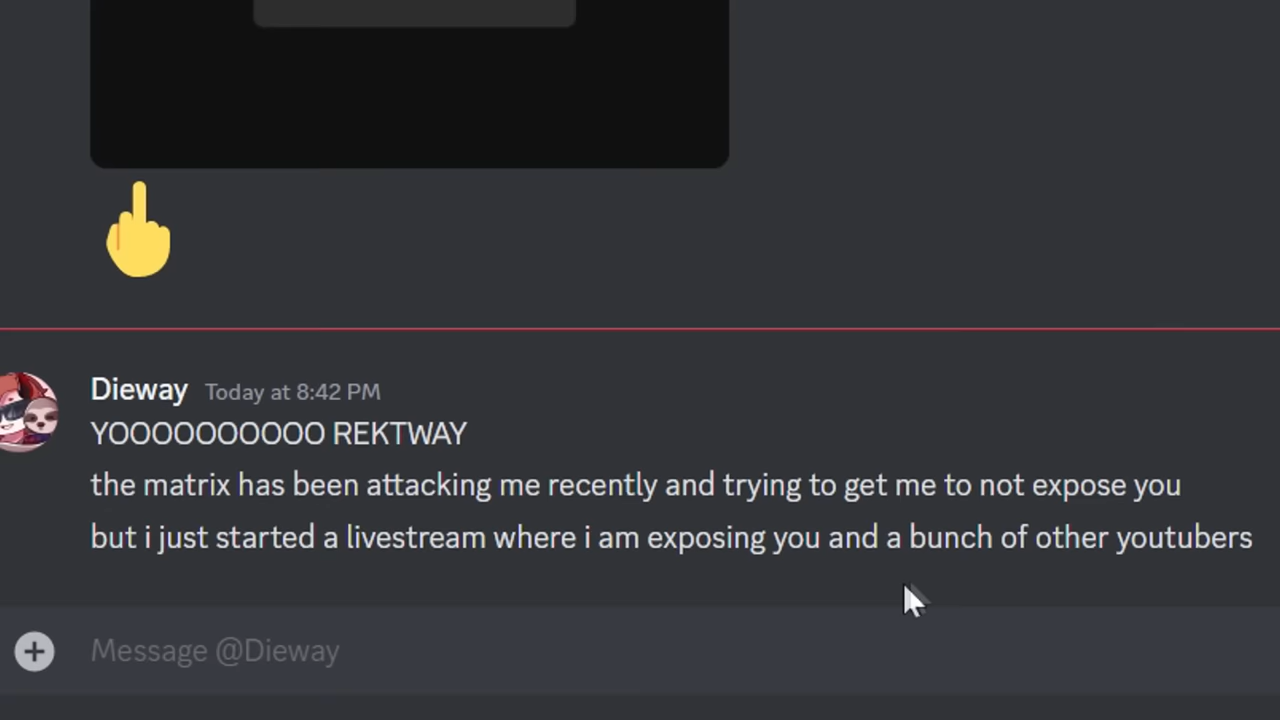 Dieway Today at 8:42 PM
YOOOOOOOOOO REKTWAY
the matrix has been attacking me recently and trying to get me to not expose you
but i just started a livestream where i am exposing you and a bunch of other youtubers
Message @Dieway